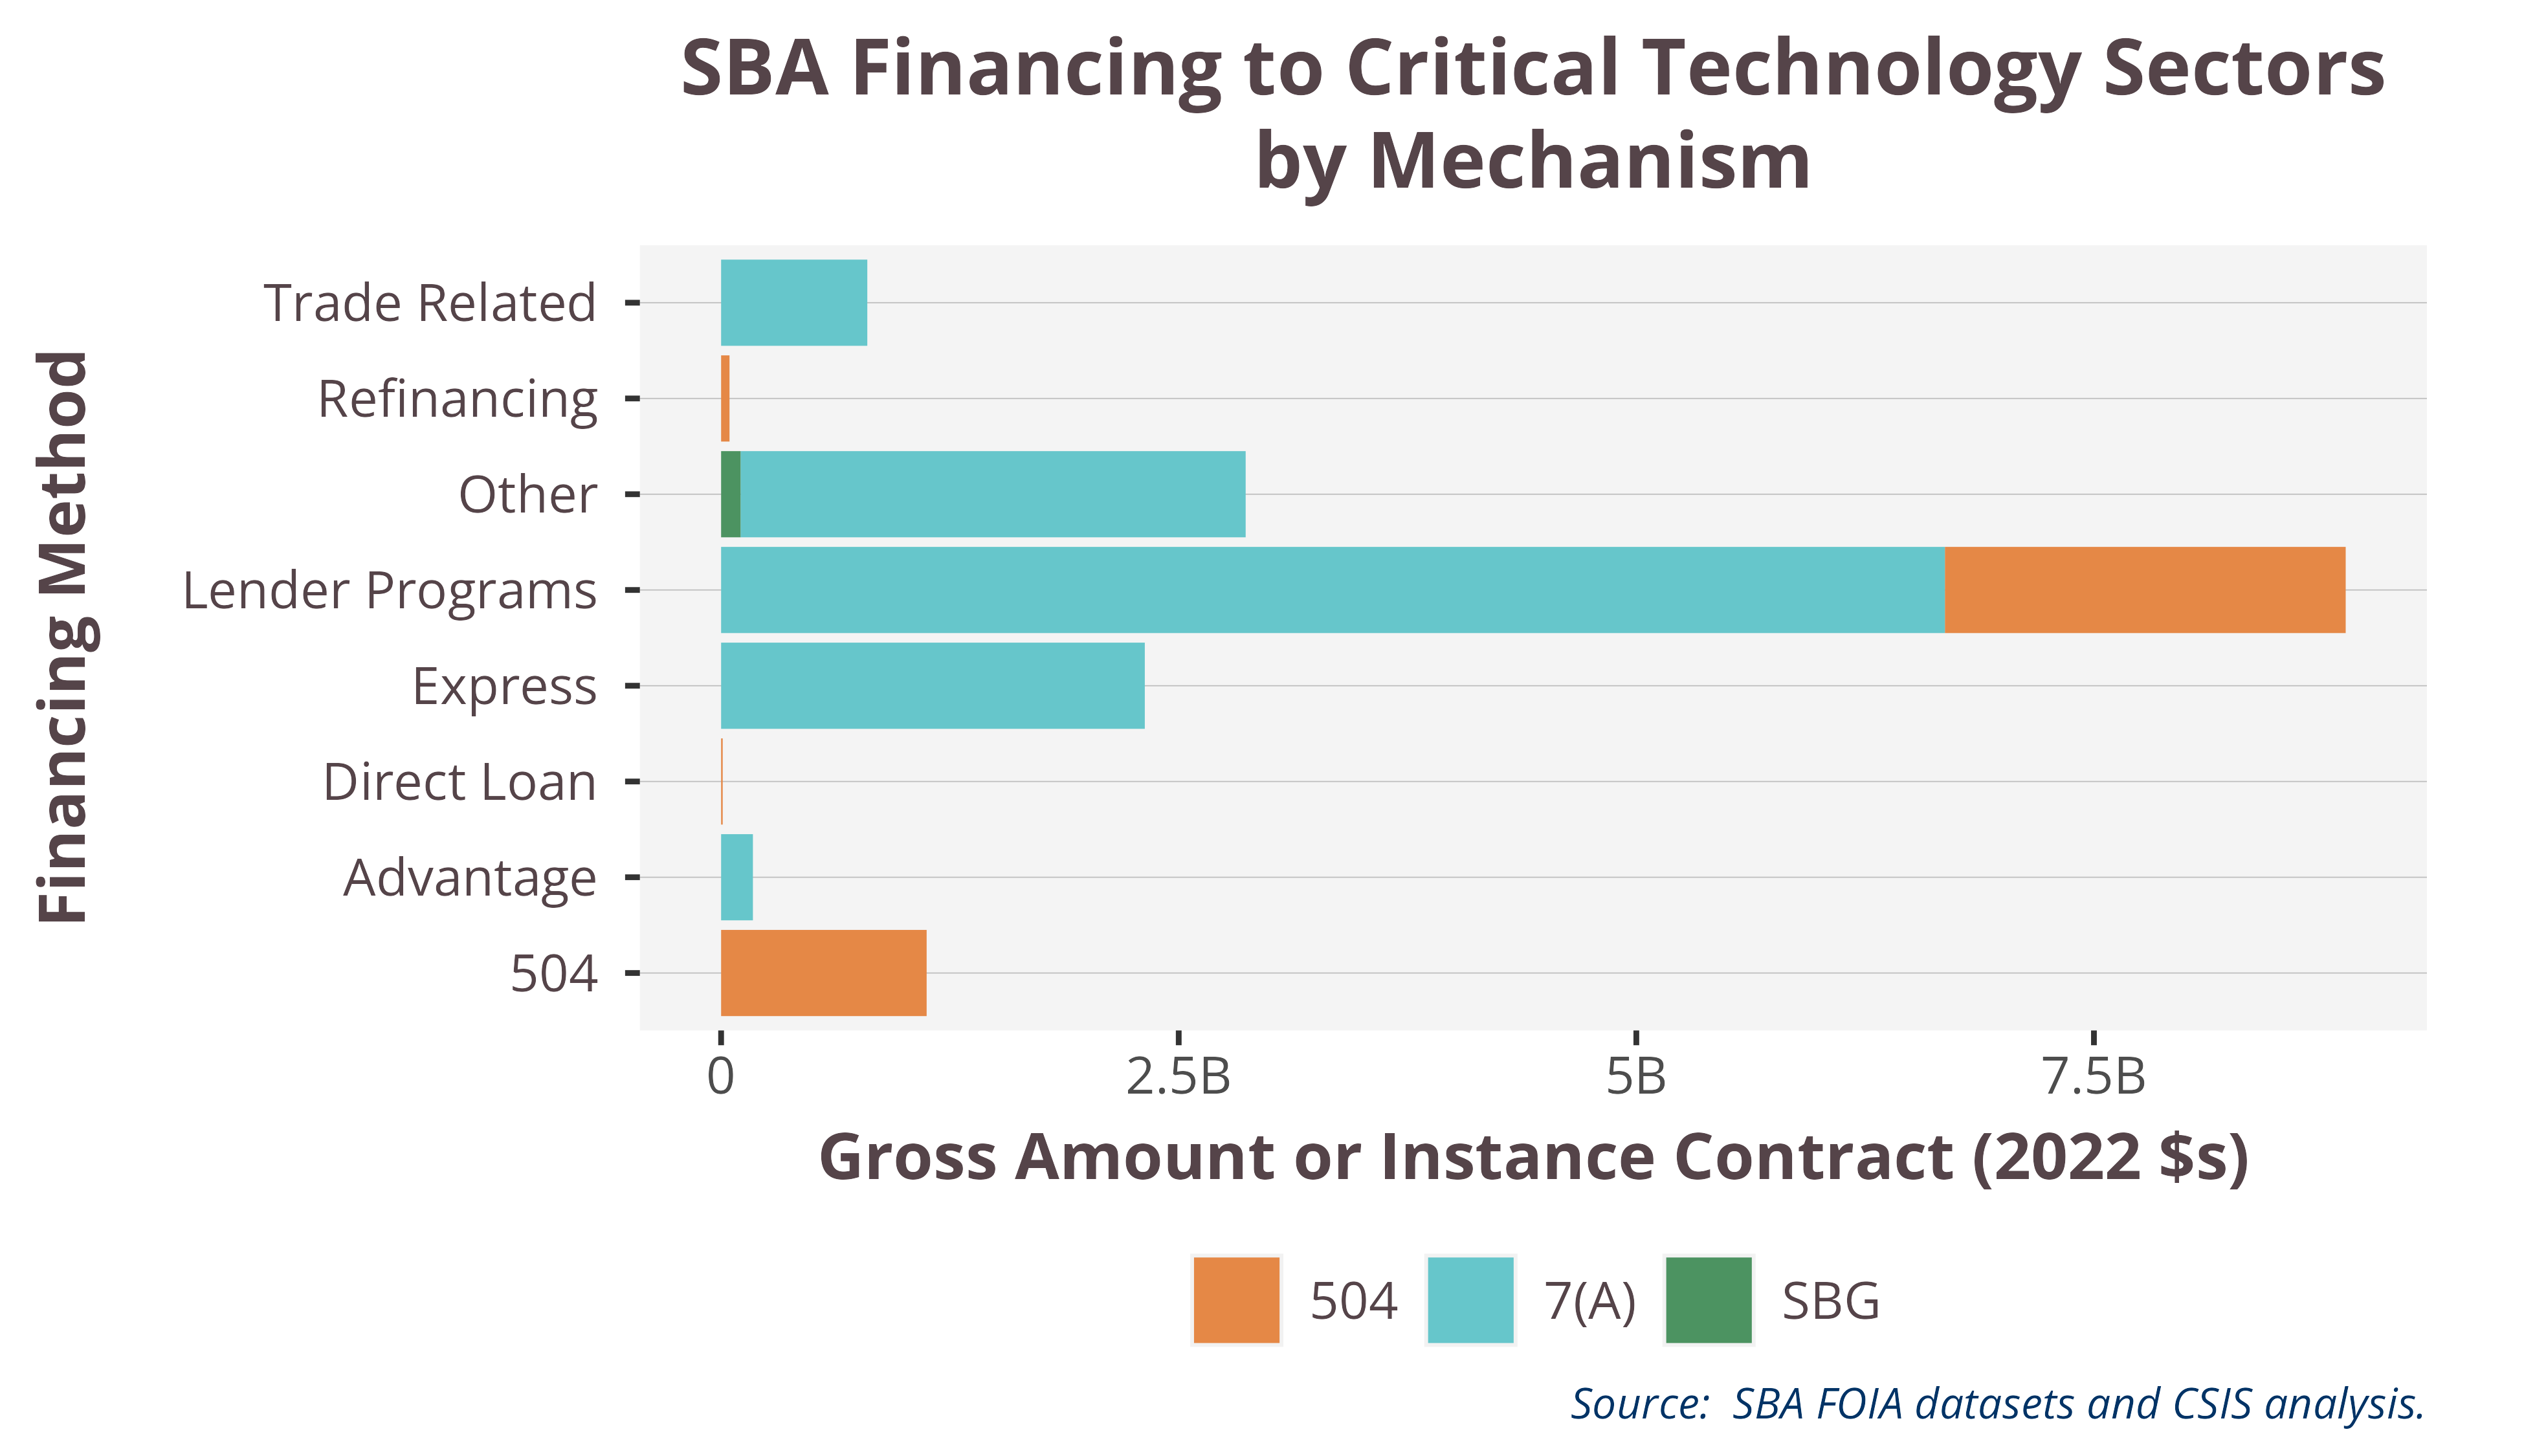 SBA Financing to Critical Technology Sectors
by Mechanism
Financing Method
Trade Related
Refinancing
Other
Lender Programs
Express
Direct Loan
Advantage
504
0
2.5B
5B
7.5B
Gross Amount or Instance Contract (2022 $s)
504
7(A)
SBG
Source:  SBA FOIA datasets and CSIS analysis.